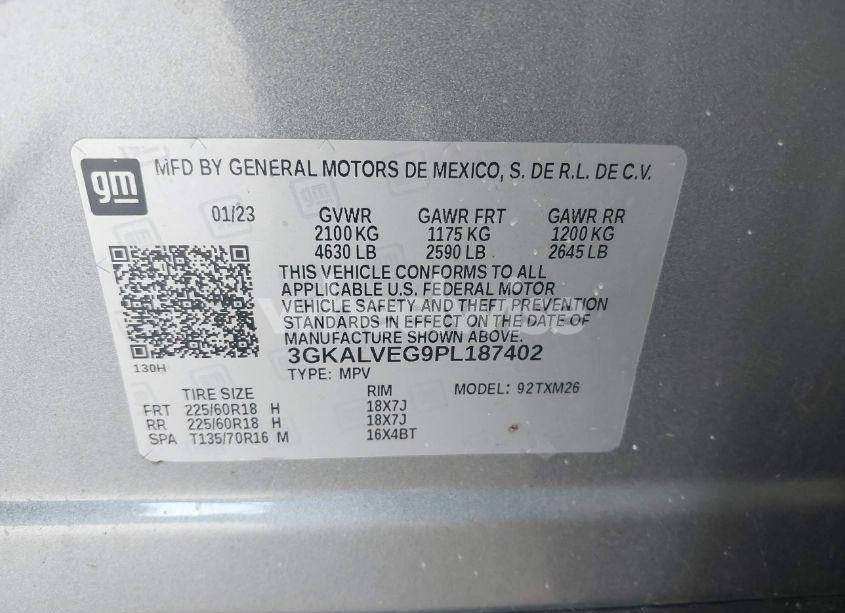 gm
MFD BY GENERAL MOTORS DE MEXICO, S. DE R.L. DE C.V.
01/23 GVWR GAWR FRT GAWR RR
2100 KG 1175 KG 1200 KG
4630 LB 2590 LB 2645 LB
THIS VEHICLE CONFORMS TO ALL
APPLICABLE U.S. FEDERAL MOTOR
VEHICLE SAFETY AND THEFT PREVENTION
STANDARDS IN EFFECT ON THE DATE OF
MANUFACTURE SHOWN ABOVE.
3GKALVEG9PL187402
130H
TYPE: MPV
TIRE SIZE RIM MODEL: 92TXM26
FRT 225/60R18 H 18X7J
RR 225/60R18 H 18X7J
SPA T135/70R16 M 16X4BT